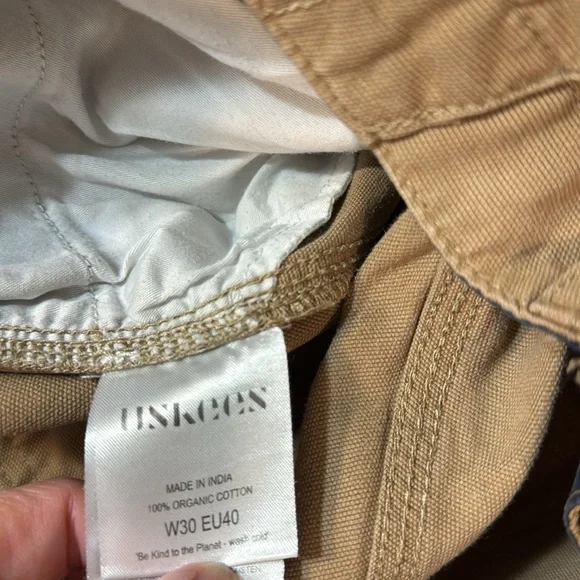 uskees
MADE IN INDIA
100% ORGANIC COTTON
W30 EU40
"Be Kind to the Planet - wash cold"